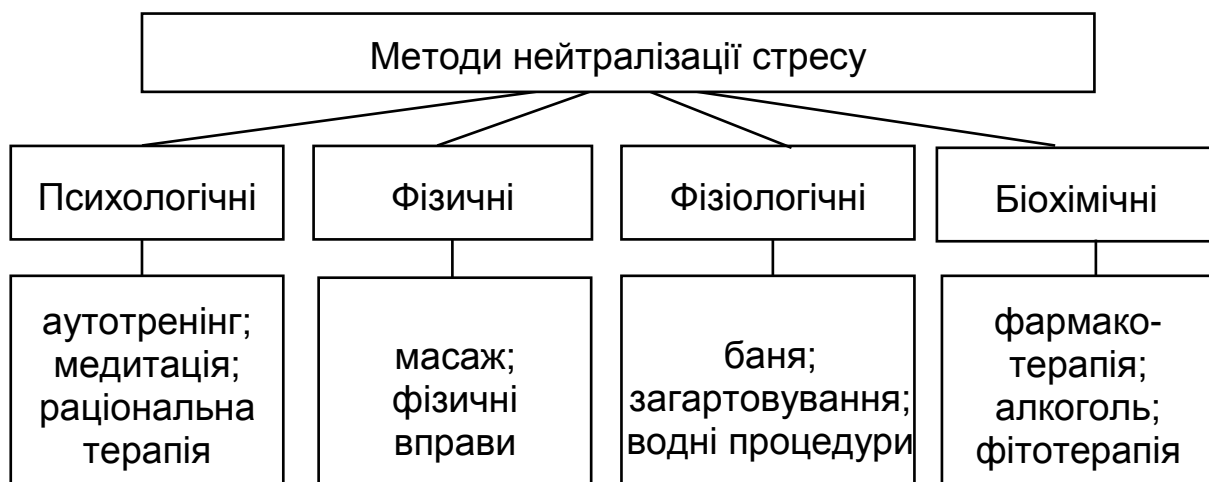 Методи нейтралізації стресу
Психологічні
Фізичні
Фізіологічні
Біохімічні
аутотренінг;
медитація;
раціональна
терапія
масаж;
фізичні
вправи
баня;
загартовування;
водні процедури
фармако-
терапія;
алкоголь;
фітотерапія